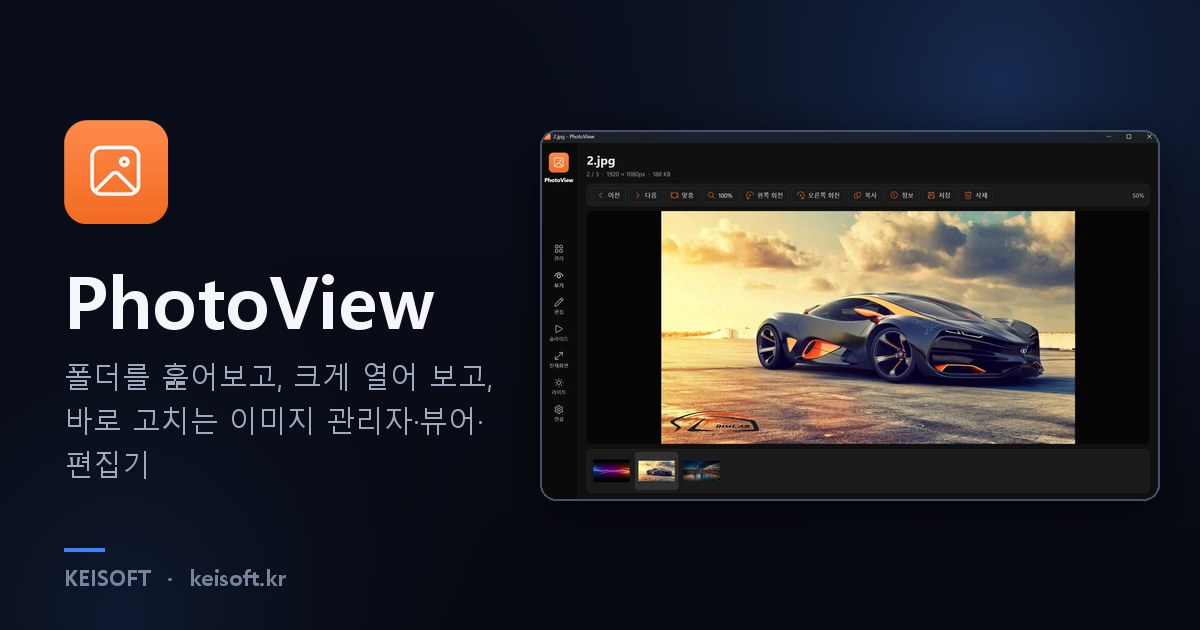 PhotoView
폴더를 훑어보고, 크게 열어 보고,
바로 고치는 이미지 관리자·뷰어·
편집기
KEISOFT · keisoft.kr
2.jpg - PhotoView
PhotoView
2.jpg
2 / 3 · 1920 × 1080px · 188 KB
이전 다음 맞춤 100% 왼쪽 회전 오른쪽 회전 복사 정보 저장 삭제 50%
관리
보기
편집
슬라이드
전체화면
라이트
연결